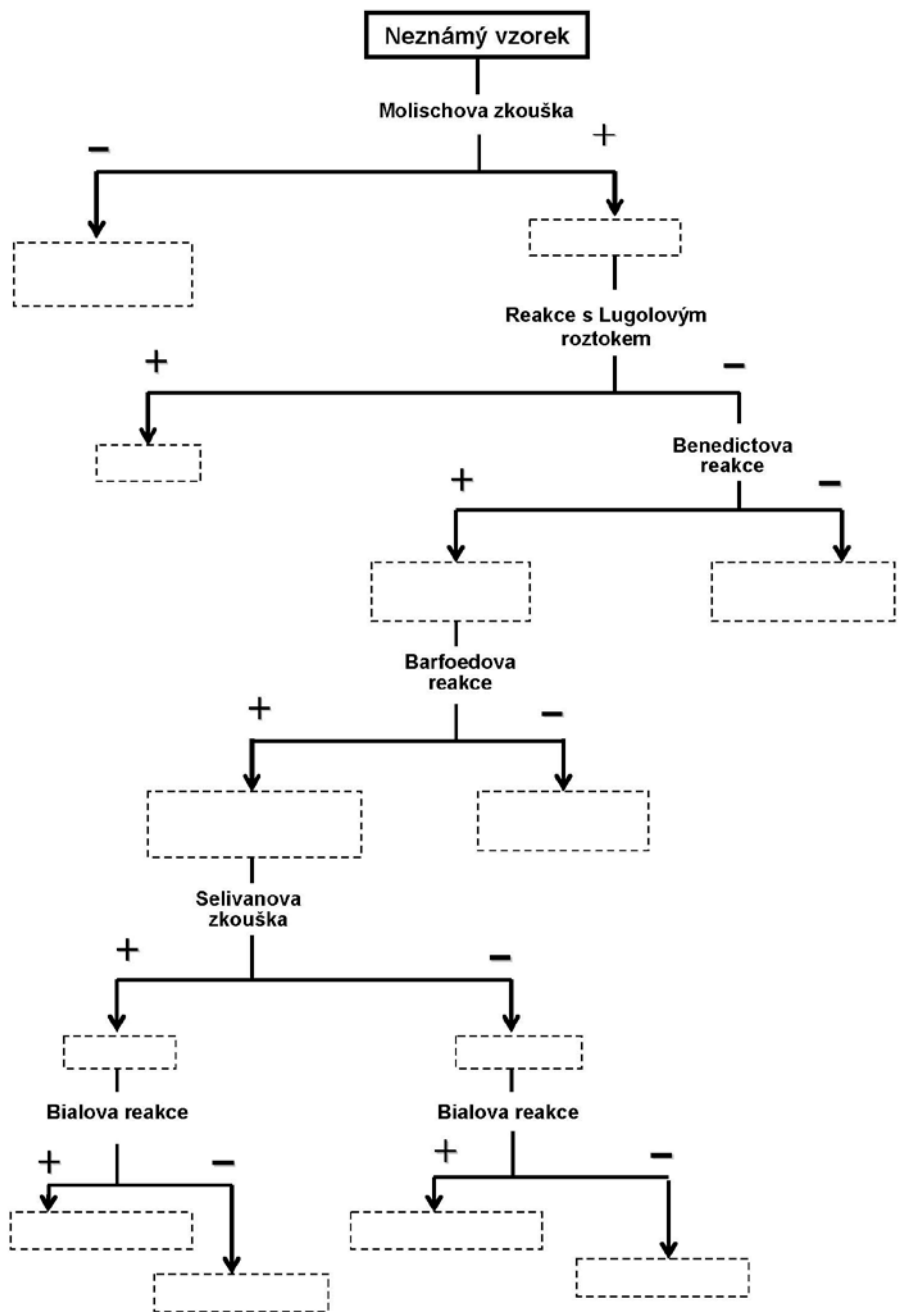 Neznámý vzorek
Molischova zkouška
− +
Reakce s Lugolovým
roztokem
+ −
Benedictova
reakce
+ −
Barfoedova
reakce
+ −
Selivanova
zkouška
+ −
Bialova reakce Bialova reakce
+ − + −